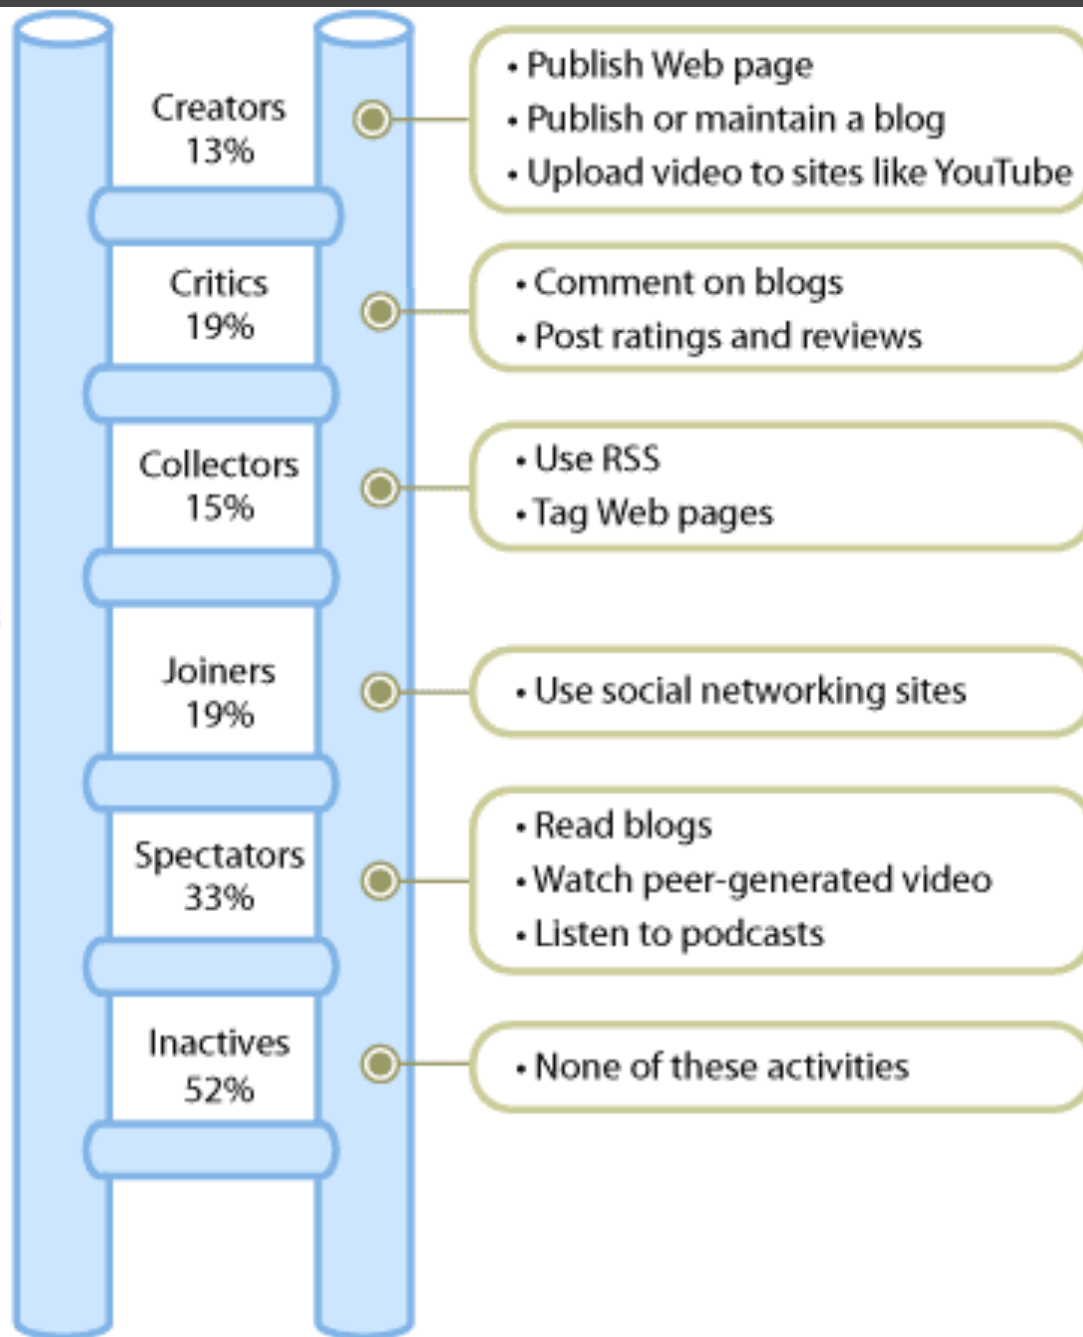 Creators
13%
• Publish Web page
• Publish or maintain a blog
• Upload video to sites like YouTube
Critics
19%
• Comment on blogs
• Post ratings and reviews
Collectors
15%
• Use RSS
• Tag Web pages
Joiners
19%
• Use social networking sites
Spectators
33%
• Read blogs
• Watch peer-generated video
• Listen to podcasts
Inactives
52%
• None of these activities